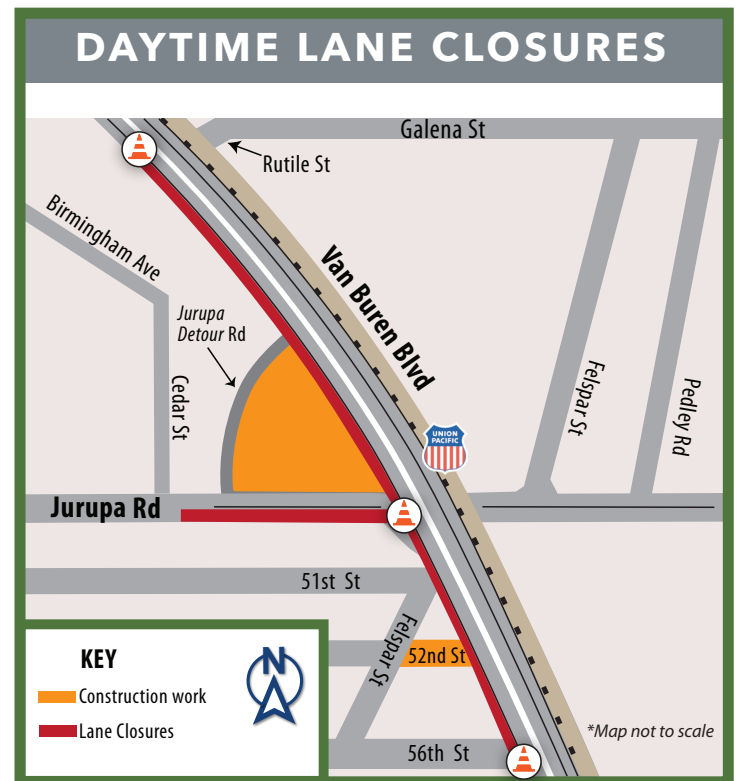 DAYTIME LANE CLOSURES
Galena St
Rutile St
Birmingham Ave
Van Buren Blvd
Jurupa
Detour Rd
Cedar St
Felspar St
Pedley Rd
UNION
PACIFIC
Jurupa Rd
51st St
Felspar St
52nd St
56th St
KEY
Construction work
Lane Closures
N
*Map not to scale